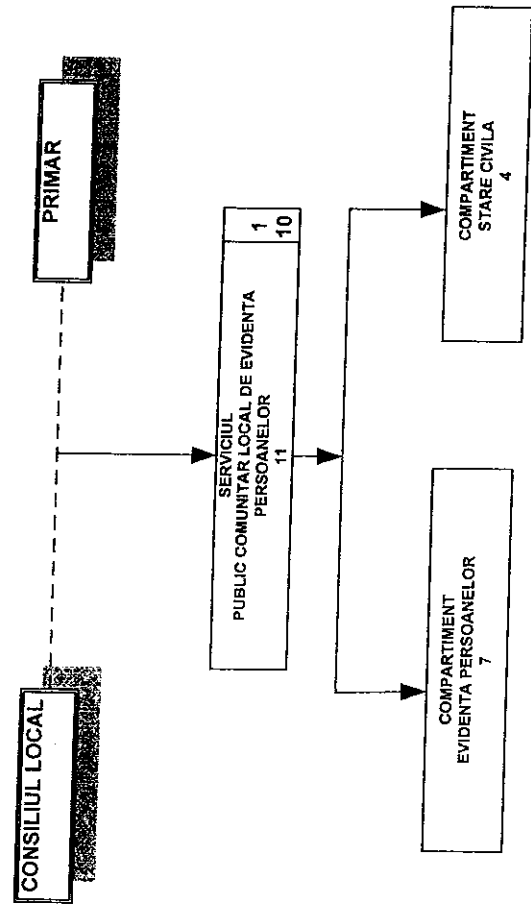 CONSILIUL LOCAL
PRIMAR
SERVICIUL
PUBLIC COMUNITAR LOCAL DE EVIDENTA
PERSOANELOR
11
1
10
COMPARTIMENT
EVIDENTA PERSOANELOR
7
COMPARTIMENT
STARE CIVILA
4